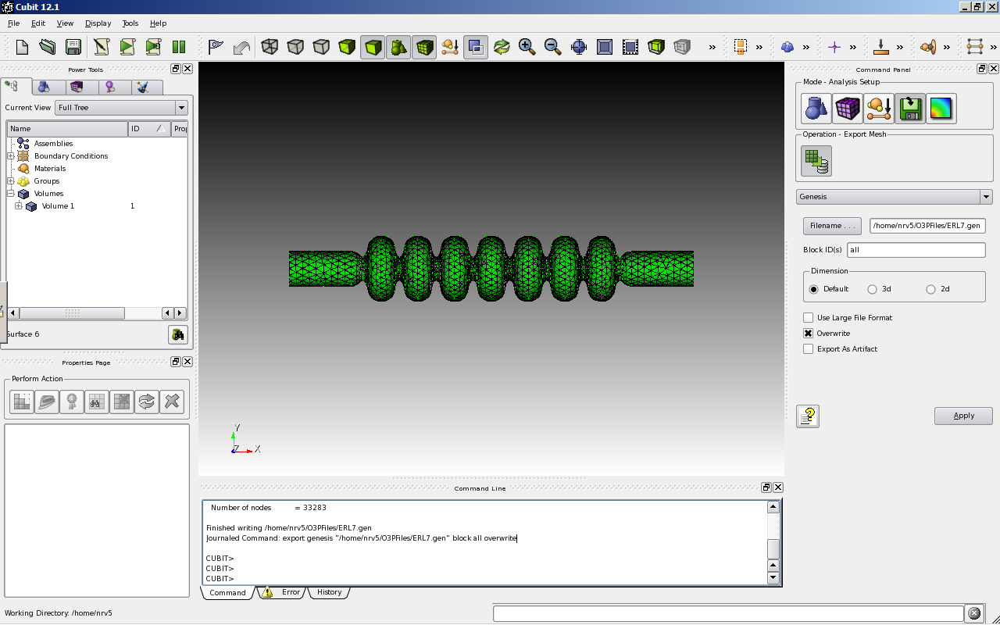 Cubit 12.1
File Edit View Display Tools Help
Power Tools
Current View Full Tree
Name ID
Assemblies
Boundary Conditions
Materials
Groups
Volumes
Volume 1 1
Surface 6
Properties Page
Perform Action
Y
Z X
Command Line
Number of nodes = 33283
Finished writing /home/nrv5/O3PFiles/ERL7.gen
Journaled Command: export genesis "/home/nrv5/O3PFiles/ERL7.gen" block all overwrite
CUBIT>
CUBIT>
CUBIT>
Command Error History
Working Directory: /home/nrv5
Command Panel
Mode - Analysis Setup
Operation - Export Mesh
Genesis
Filename . . . /home/nrv5/O3PFiles/ERL7.gen
Block ID(s) all
Dimension
Default 3d 2d
Use Large File Format
Overwrite
Export As Artifact
Apply